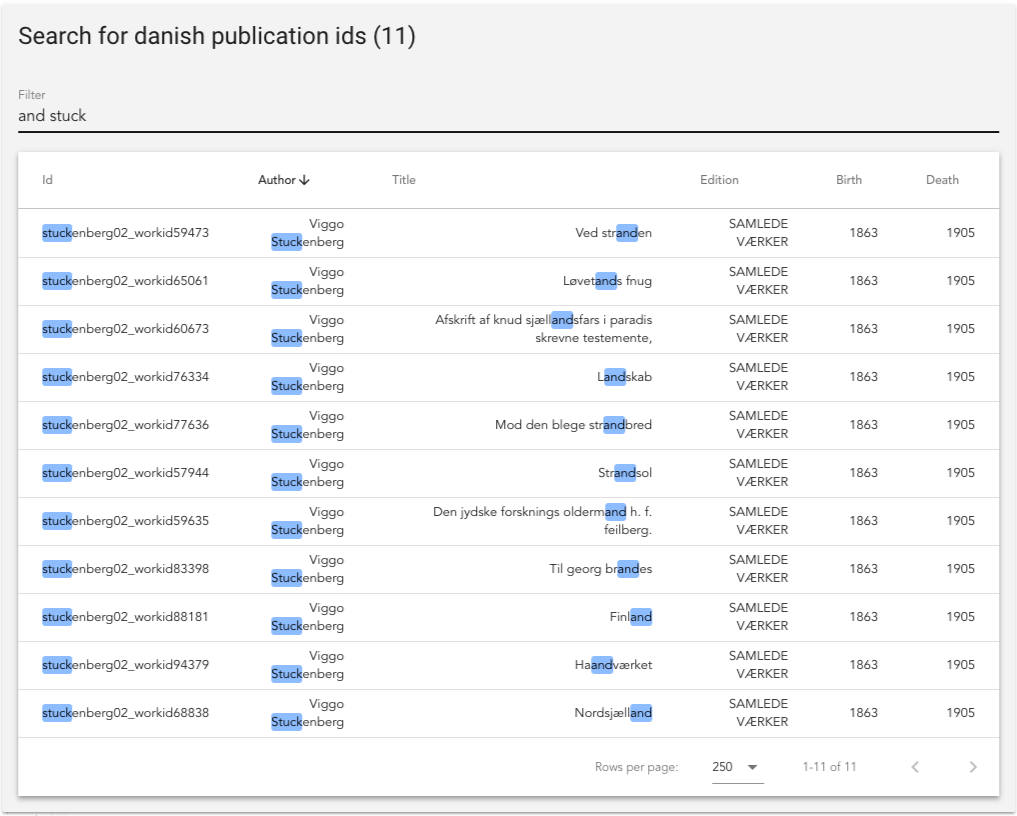 Search for danish publication ids (11)
Filter
and stuck
Id Author Title Edition Birth Death
stuckenberg02_workid59473 Viggo Stuckenberg Ved stranden SAMLEDE VÆRKER 1863 1905
stuckenberg02_workid65061 Viggo Stuckenberg Løvetands fnug SAMLEDE VÆRKER 1863 1905
stuckenberg02_workid60673 Viggo Stuckenberg Afskrift af knud sjællandsfars i paradis skrevne testemente, SAMLEDE VÆRKER 1863 1905
stuckenberg02_workid76334 Viggo Stuckenberg Landskab SAMLEDE VÆRKER 1863 1905
stuckenberg02_workid77636 Viggo Stuckenberg Mod den blege strandbred SAMLEDE VÆRKER 1863 1905
stuckenberg02_workid57944 Viggo Stuckenberg Strandsol SAMLEDE VÆRKER 1863 1905
stuckenberg02_workid59635 Viggo Stuckenberg Den jydske forsknings oldermand h. f. feilberg. SAMLEDE VÆRKER 1863 1905
stuckenberg02_workid83398 Viggo Stuckenberg Til georg brandes SAMLEDE VÆRKER 1863 1905
stuckenberg02_workid88181 Viggo Stuckenberg Finland SAMLEDE VÆRKER 1863 1905
stuckenberg02_workid94379 Viggo Stuckenberg Haandværket SAMLEDE VÆRKER 1863 1905
stuckenberg02_workid68838 Viggo Stuckenberg Nordsjælland SAMLEDE VÆRKER 1863 1905
Rows per page: 250 1-11 of 11